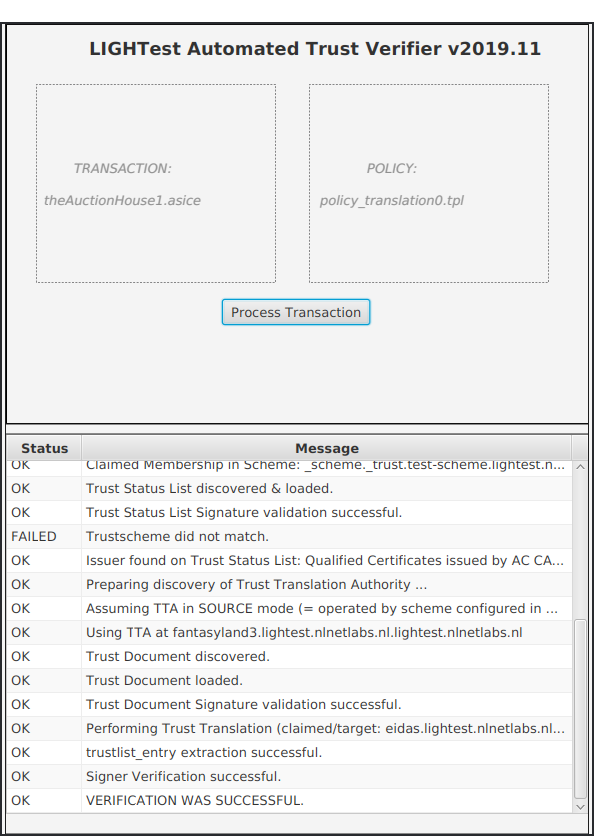 LIGHTest Automated Trust Verifier v2019.11
TRANSACTION:
theAuctionHouse1.asice
POLICY:
policy_translation0.tpl
Process Transaction
Status Message
OK Claimed Membership in Scheme: _scheme._trust.test-scheme.lightest.n...
OK Trust Status List discovered & loaded.
OK Trust Status List Signature validation successful.
FAILED Trustscheme did not match.
OK Issuer found on Trust Status List: Qualified Certificates issued by AC CA...
OK Preparing discovery of Trust Translation Authority ...
OK Assuming TTA in SOURCE mode (= operated by scheme configured in ...
OK Using TTA at fantasyland3.lightest.nlnetlabs.nl.lightest.nlnetlabs.nl
OK Trust Document discovered.
OK Trust Document loaded.
OK Trust Document Signature validation successful.
OK Performing Trust Translation (claimed/target: eidas.lightest.nlnetlabs.nl...
OK trustlist_entry extraction successful.
OK Signer Verification successful.
OK VERIFICATION WAS SUCCESSFUL.